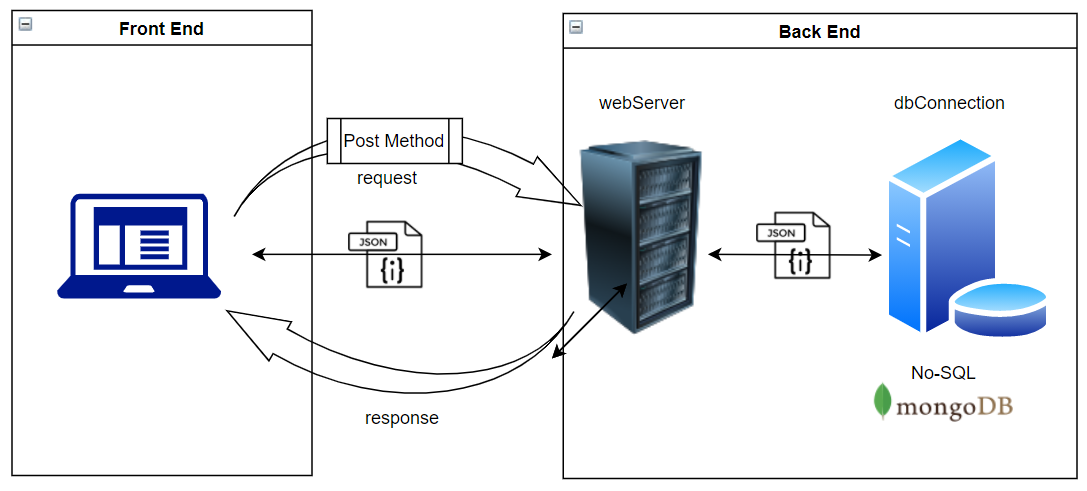 Front End
Back End
webServer
dbConnection
Post Method
request
JSON
{i}
JSON
{i}
response
No-SQL
mongoDB